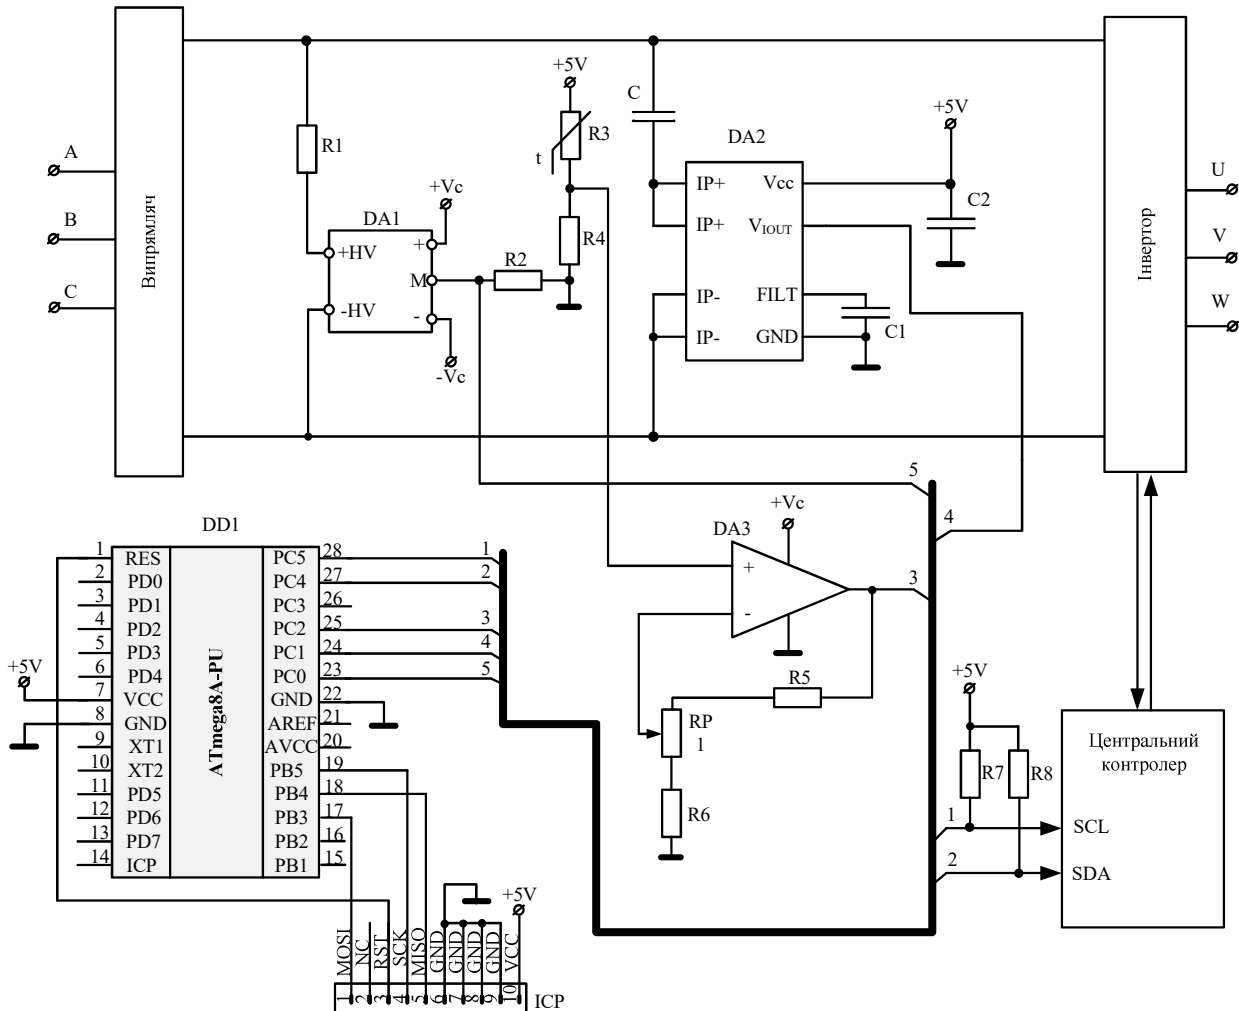 A
B
C
Випрямляч
R1
+HV
-HV
DA1
+
M
-
+Vc
-Vc
R2
+5V
R3
t
R4
C
DA2
IP+
IP+
IP-
IP-
Vcc
VIOUT
FILT
GND
+5V
C2
C1
Інвертор
U
V
W
5
4
3
DA3
+Vc
+
-
R5
RP
1
R6
+5V
R7
R8
1
2
Центральний
контролер
SCL
SDA
DD1
ATmega8A-PU
1 RES
2 PD0
3 PD1
4 PD2
5 PD3
6 PD4
7 VCC
8 GND
9 XT1
10 XT2
11 PD5
12 PD6
13 PD7
14 ICP
+5V
PC5 28
PC4 27
PC3 26
PC2 25
PC1 24
PC0 23
GND 22
AREF 21
AVCC 20
PB5 19
PB4 18
PB3 17
PB2 16
PB1 15
1
2
3
4
5
+5V
1 MOSI
2 NC
3 RST
4 SCK
5 MISO
6 GND
7 GND
8 GND
9 GND
10 VCC
ICP